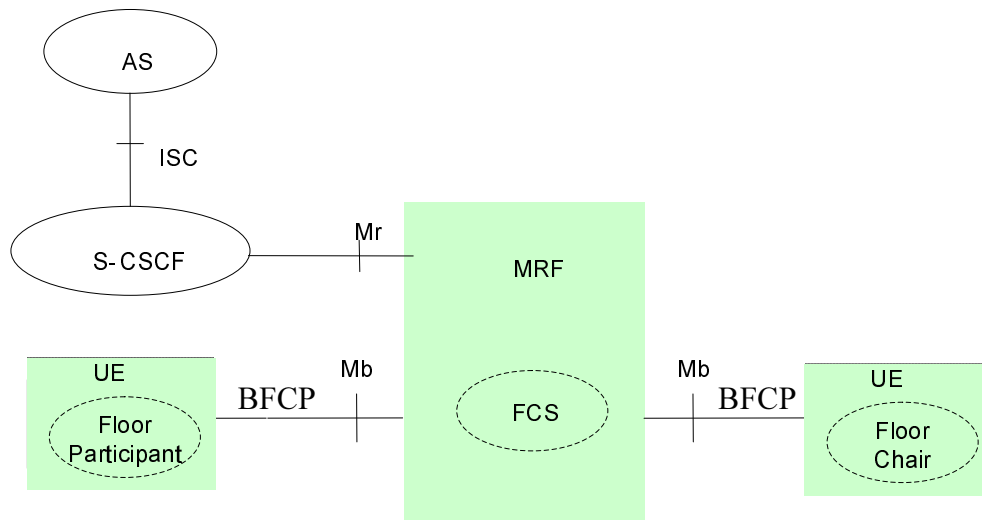 AS
ISC
S-CSCF
Mr
MRF
UE
BFCP
Mb
FCS
Mb
BFCP
UE
Floor
Participant
Floor
Chair